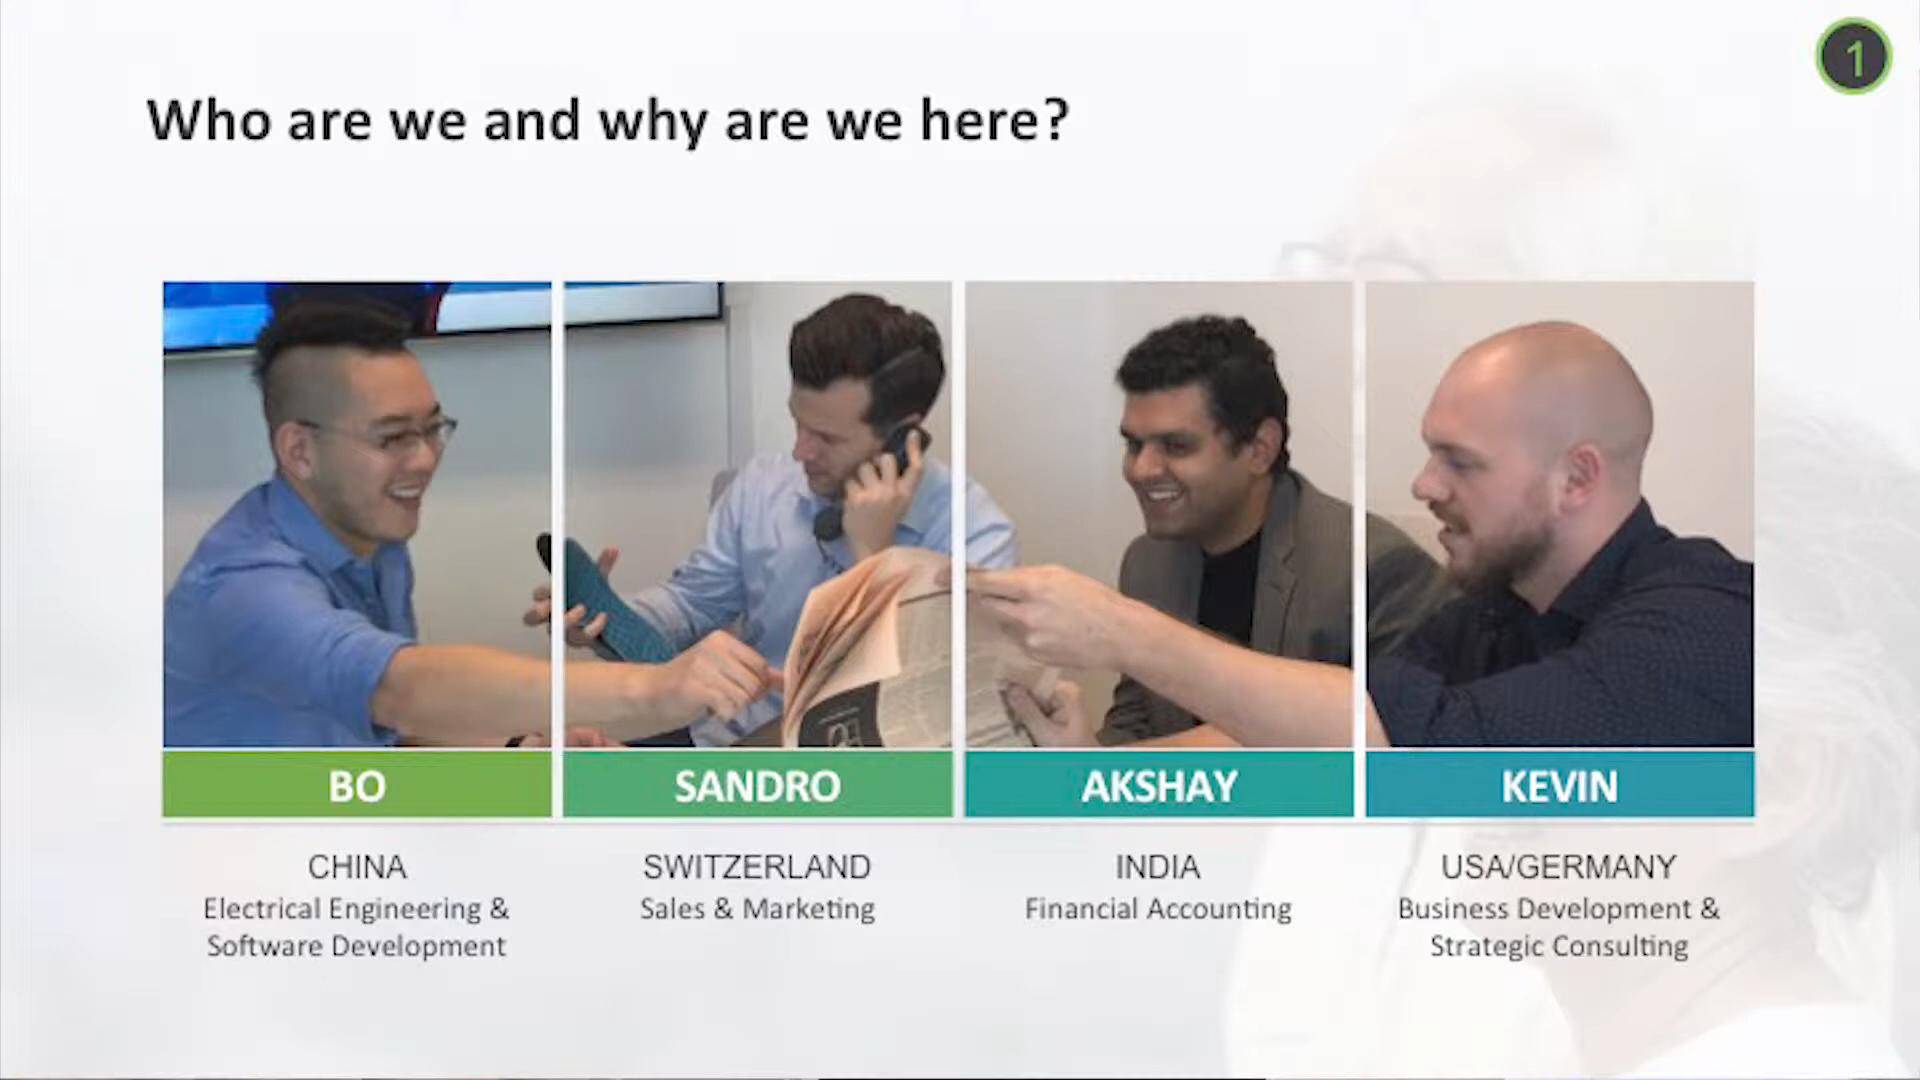 1
Who are we and why are we here?
BO
SANDRO
AKSHAY
KEVIN
CHINA
Electrical Engineering &
Software Development
SWITZERLAND
Sales & Marketing
INDIA
Financial Accounting
USA/GERMANY
Business Development &
Strategic Consulting